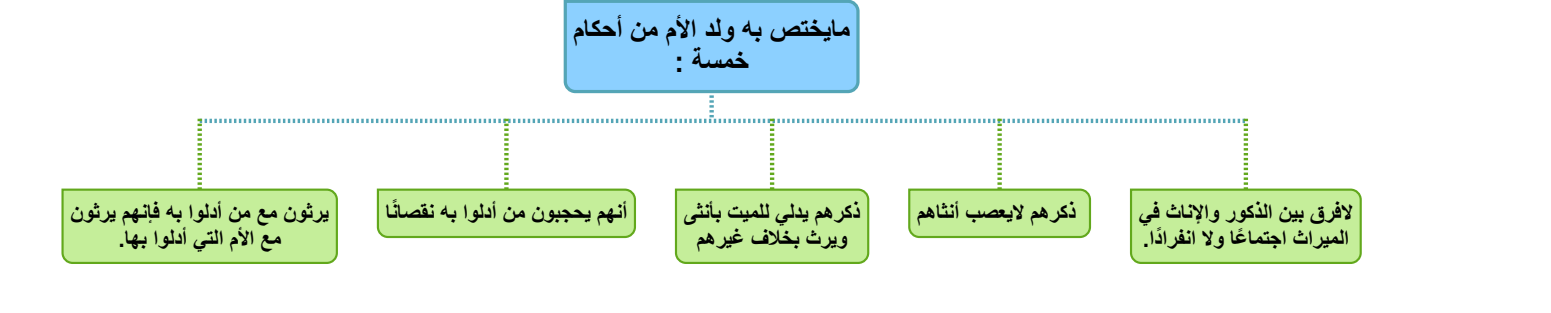 مايختص به ولد الأم من أحكام
خمسة :
لافرق بين الذكور والإناث في
الميراث اجتماعًا ولا انفرادًا.
ذكرهم لايعصب أنثاهم
ذكرهم يدلي للميت بأنثى
ويرث بخلاف غيرهم
أنهم يحجبون من أدلوا به نقصانًا
يرثون مع من أدلوا به فإنهم يرثون
مع الأم التي أدلوا بها.